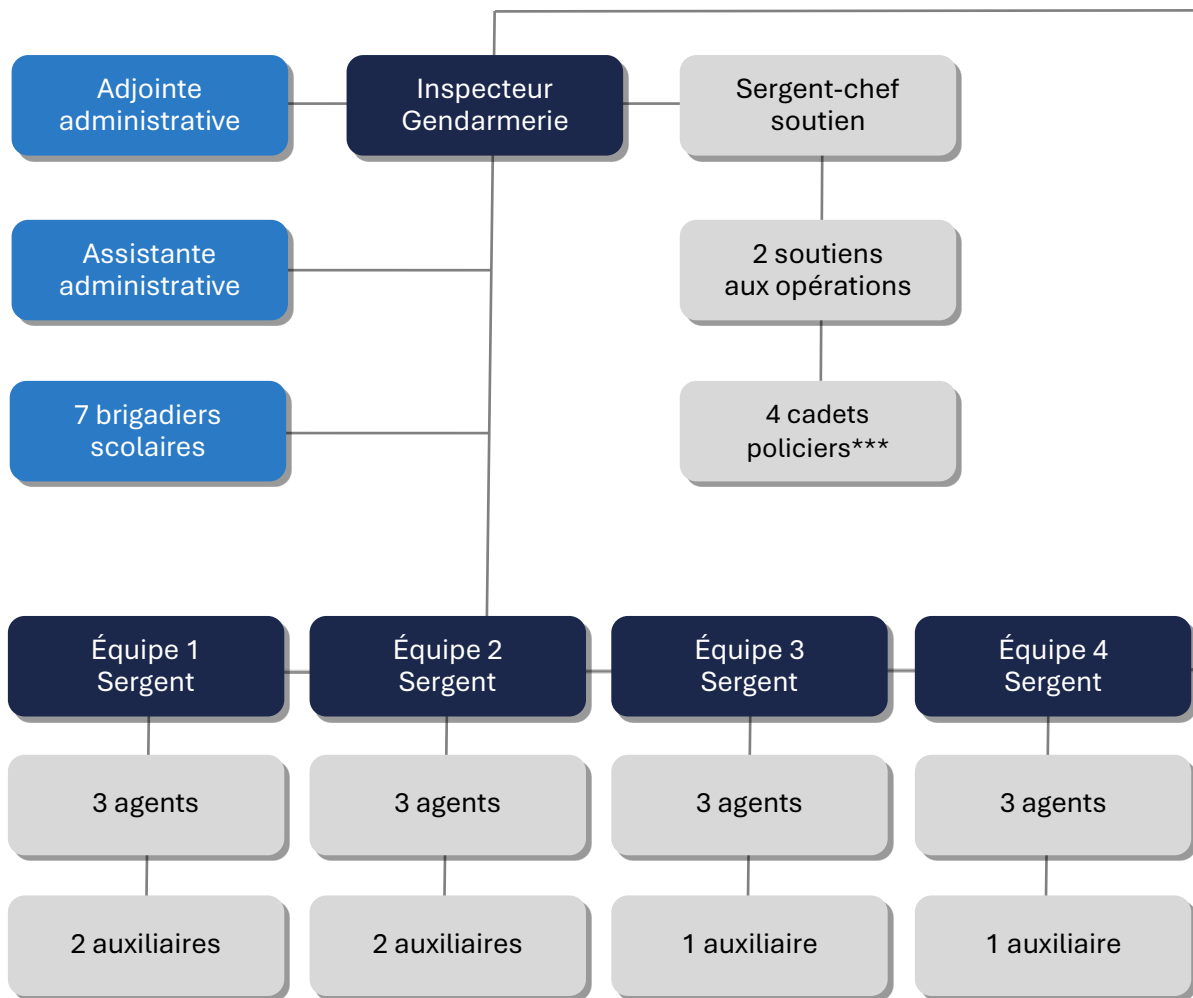 Adjointe
administrative
Inspecteur
Gendarmerie
Sergent-chef
soutien
Assistante
administrative
2 soutiens
aux opérations
7 brigadiers
scolaires
4 cadets
policiers***
Équipe 1
Sergent
Équipe 2
Sergent
Équipe 3
Sergent
Équipe 4
Sergent
3 agents
3 agents
3 agents
3 agents
2 auxiliaires
2 auxiliaires
1 auxiliaire
1 auxiliaire